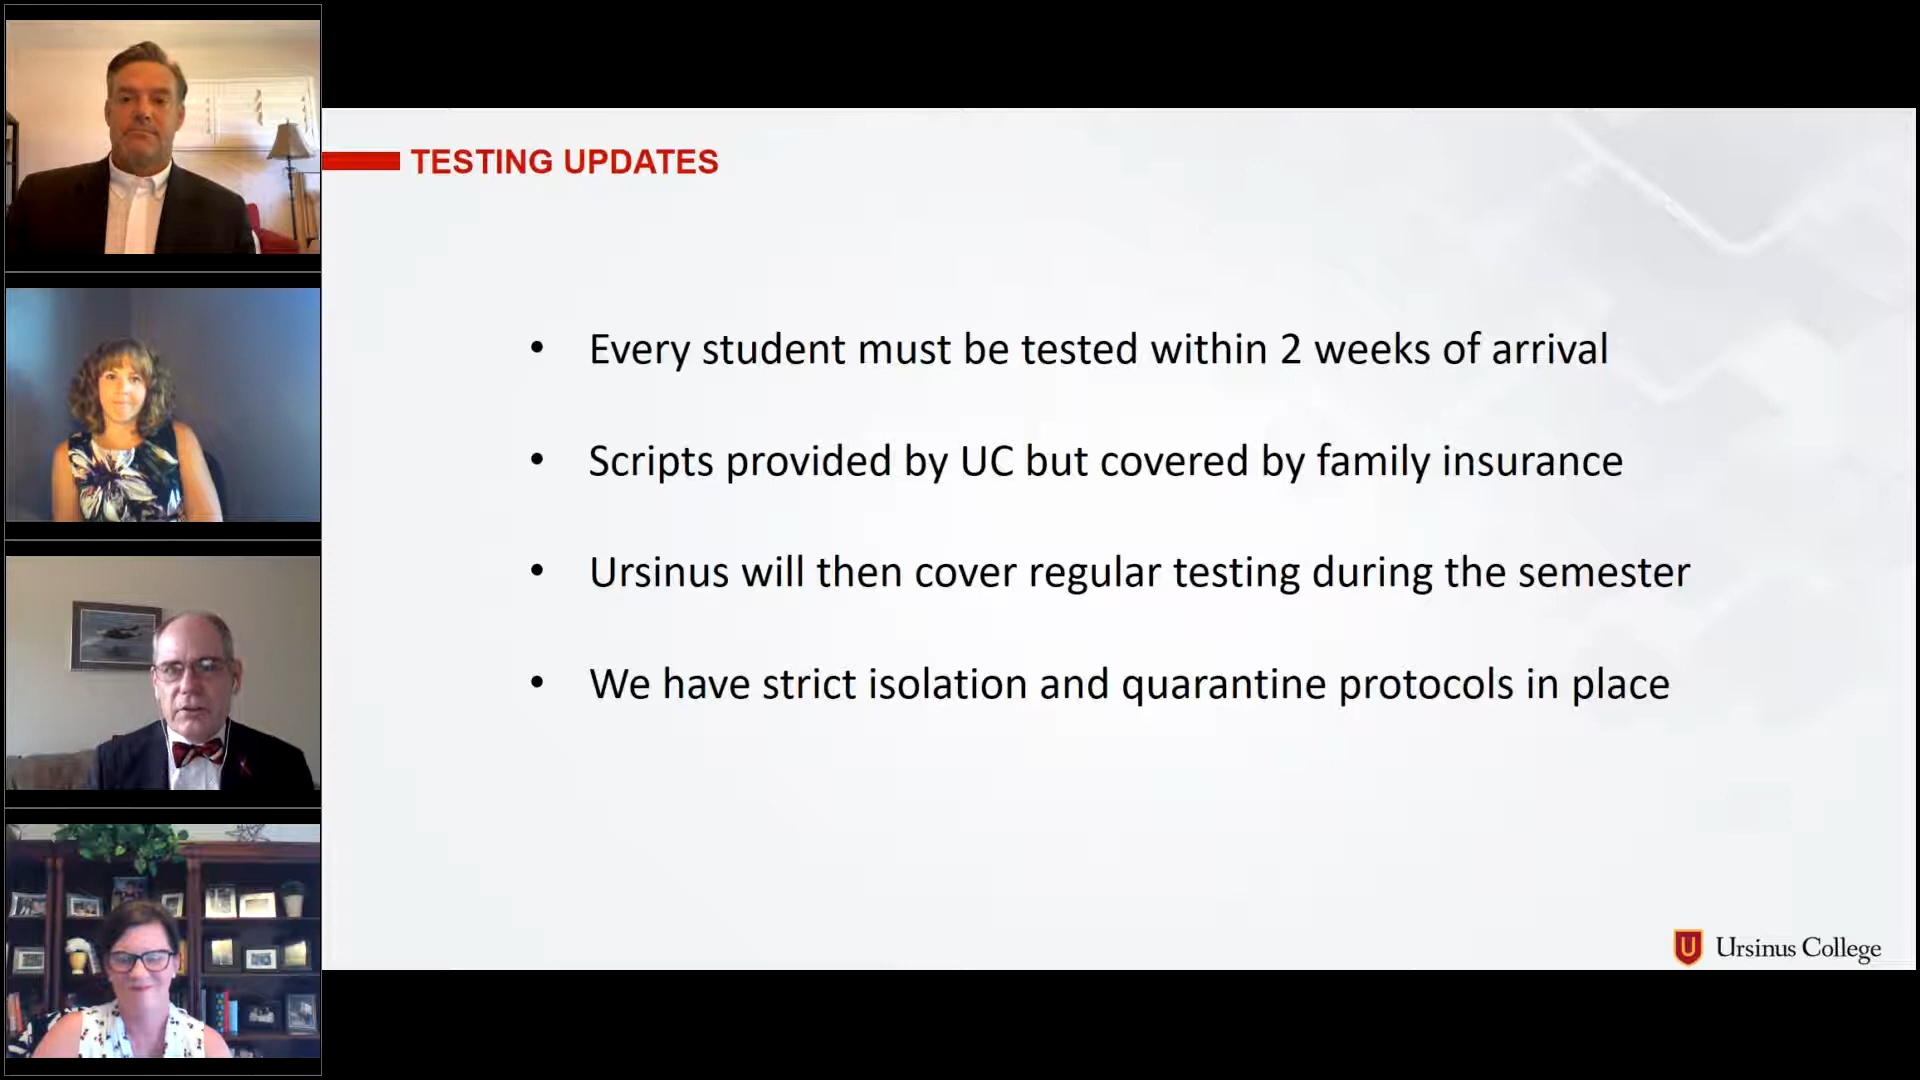 TESTING UPDATES
• Every student must be tested within 2 weeks of arrival
• Scripts provided by UC but covered by family insurance
• Ursinus will then cover regular testing during the semester
• We have strict isolation and quarantine protocols in place
U Ursinus College